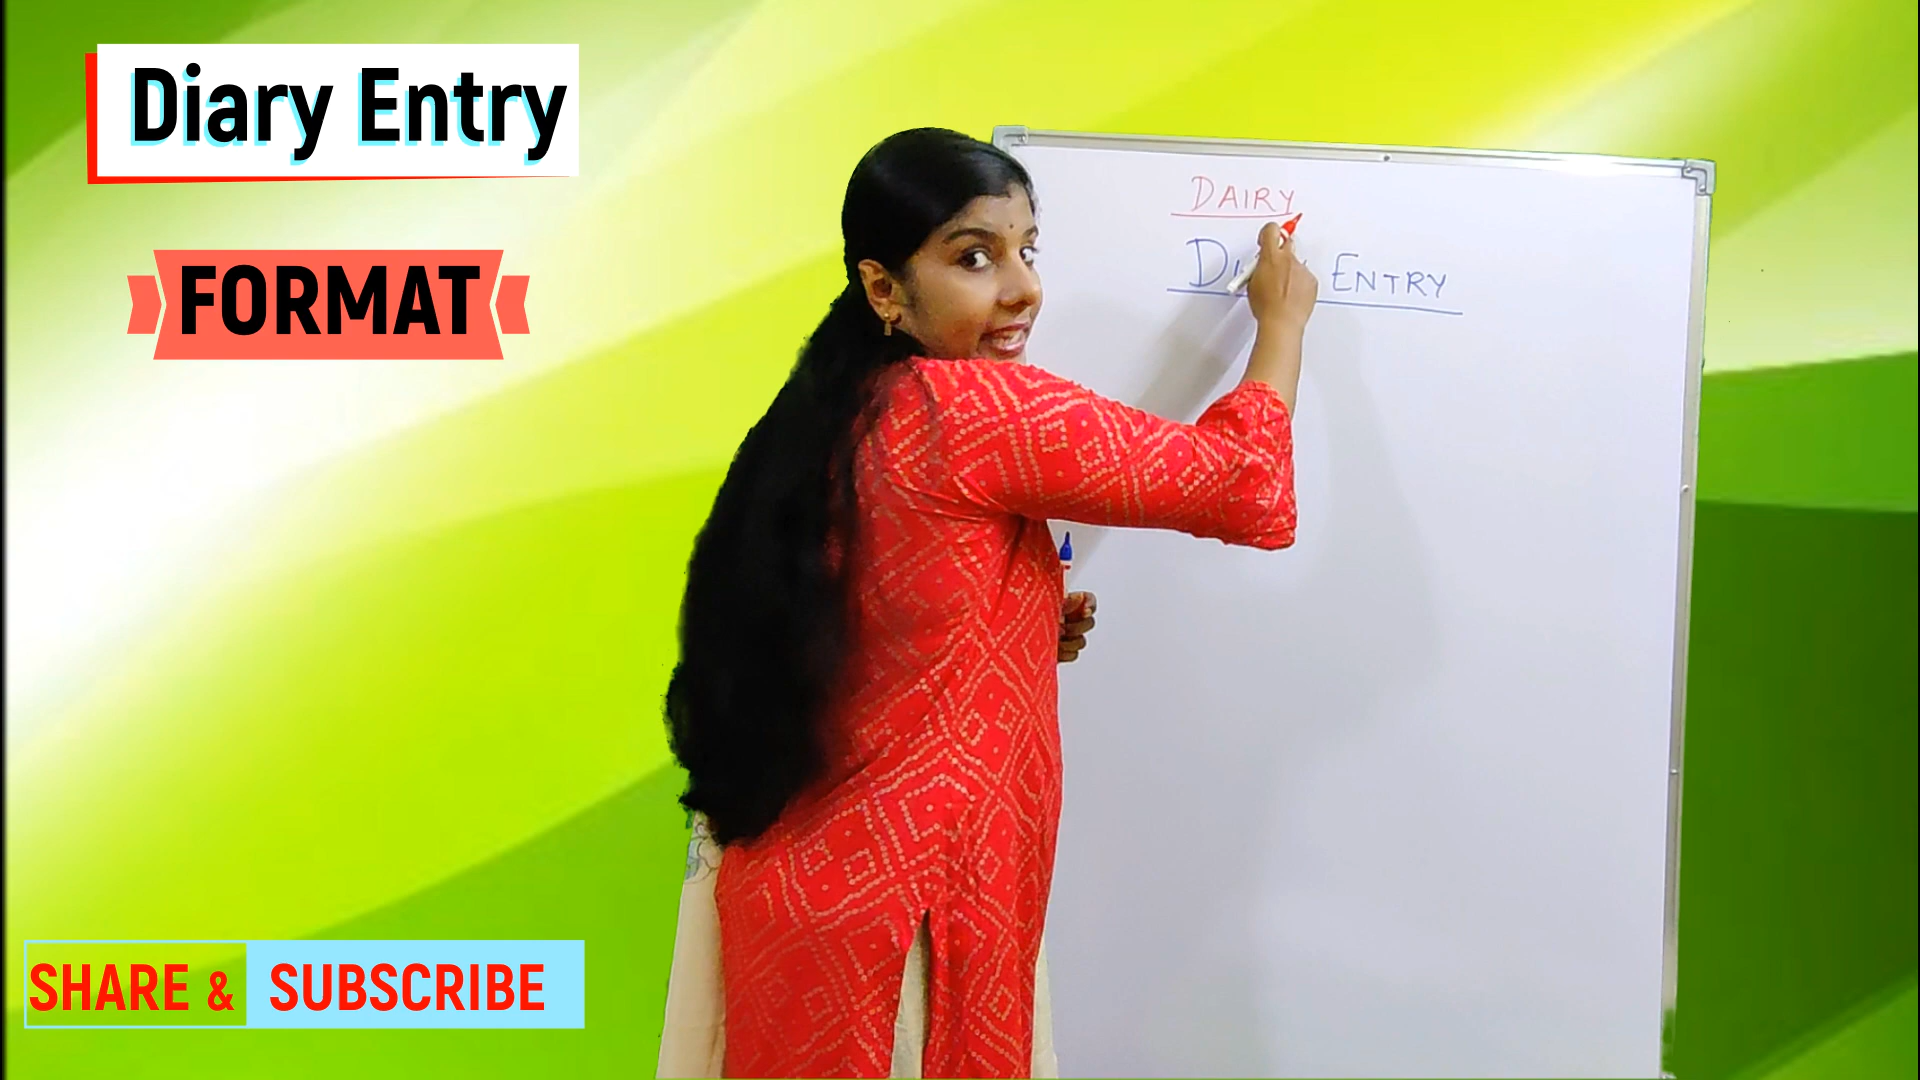 Diary Entry
FORMAT
DAIRY
ENTRY
SHARE & SUBSCRIBE